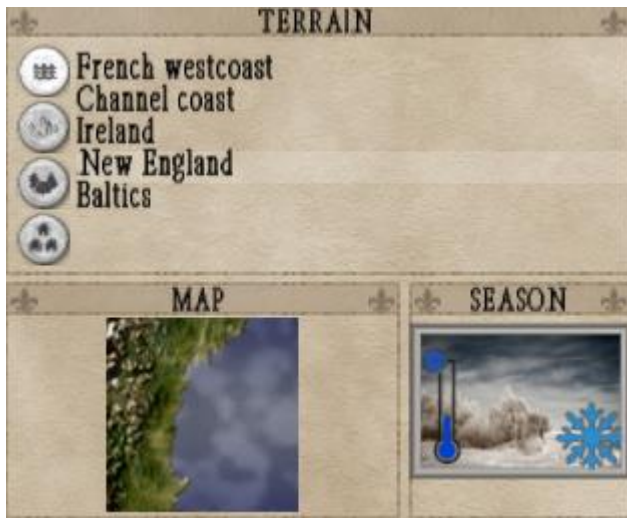 TERRAIN
French westcoast
Channel coast
Ireland
New England
Baltics
MAP
SEASON